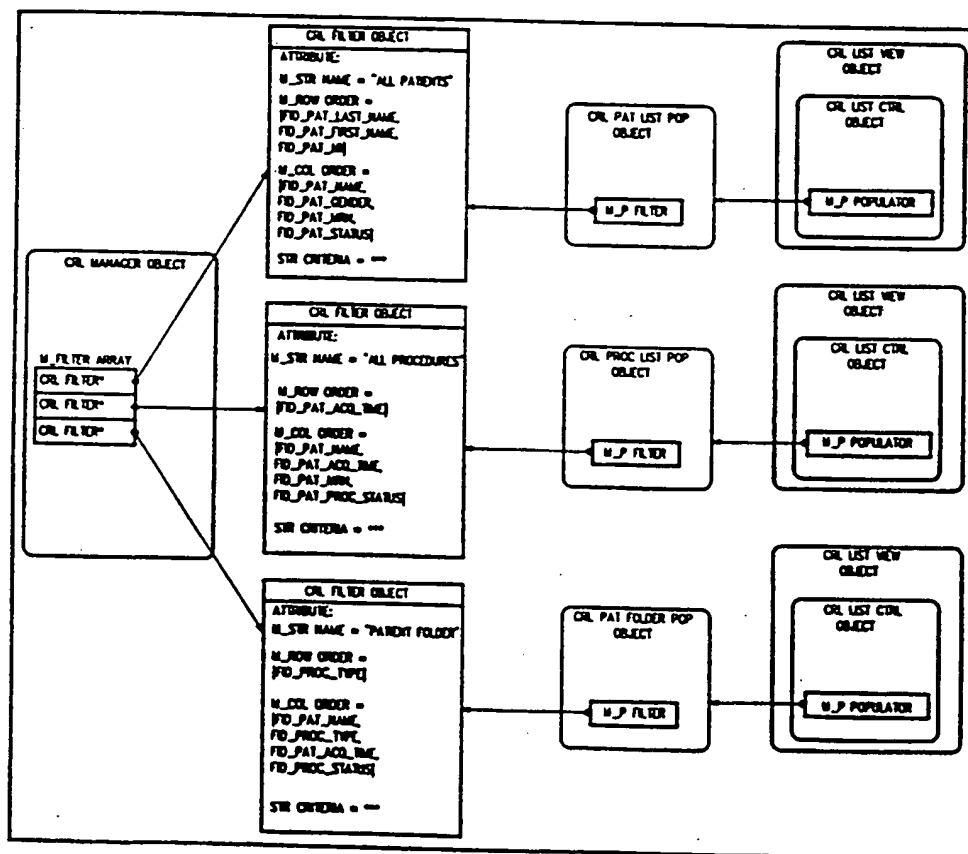 CRL MANAGER OBJECT
M_FILTER ARRAY
CRL FILTER*
CRL FILTER*
CRL FILTER*
CRL FILTER OBJECT
ATTRIBUTE:
M_STR NAME = "ALL PATIENTS"
M_ROW ORDER =
[FID_PAT_LAST_NAME,
FID_PAT_FIRST_NAME,
FID_PAT_MI]
M_COL ORDER =
[FID_PAT_NAME,
FID_PAT_GENDER,
FID_PAT_MRN,
FID_PAT_STATUS]
STR CRITERIA = ""
CRL PAT LIST POP
OBJECT
M_P FILTER
CRL LIST VIEW
OBJECT
CRL LIST CTRL
OBJECT
M_P POPULATOR
CRL FILTER OBJECT
ATTRIBUTE:
M_STR NAME = "ALL PROCEDURES"
M_ROW ORDER =
[FID_PAT_ACQ_TIME]
M_COL ORDER =
[FID_PAT_NAME,
FID_PAT_ACQ_TIME,
FID_PAT_MRN,
FID_PAT_PROC_STATUS]
STR CRITERIA = ""
CRL PROC LIST POP
OBJECT
M_P FILTER
CRL LIST VIEW
OBJECT
CRL LIST CTRL
OBJECT
M_P POPULATOR
CRL FILTER OBJECT
ATTRIBUTE:
M_STR NAME = "PATIENT FOLDER"
M_ROW ORDER =
[FID_PROC_TYPE]
M_COL ORDER =
[FID_PAT_NAME,
FID_PROC_TYPE,
FID_PAT_ACQ_TIME,
FID_PROC_STATUS]
STR CRITERIA = ""
CRL PAT FOLDER POP
OBJECT
M_P FILTER
CRL LIST VIEW
OBJECT
CRL LIST CTRL
OBJECT
M_P POPULATOR